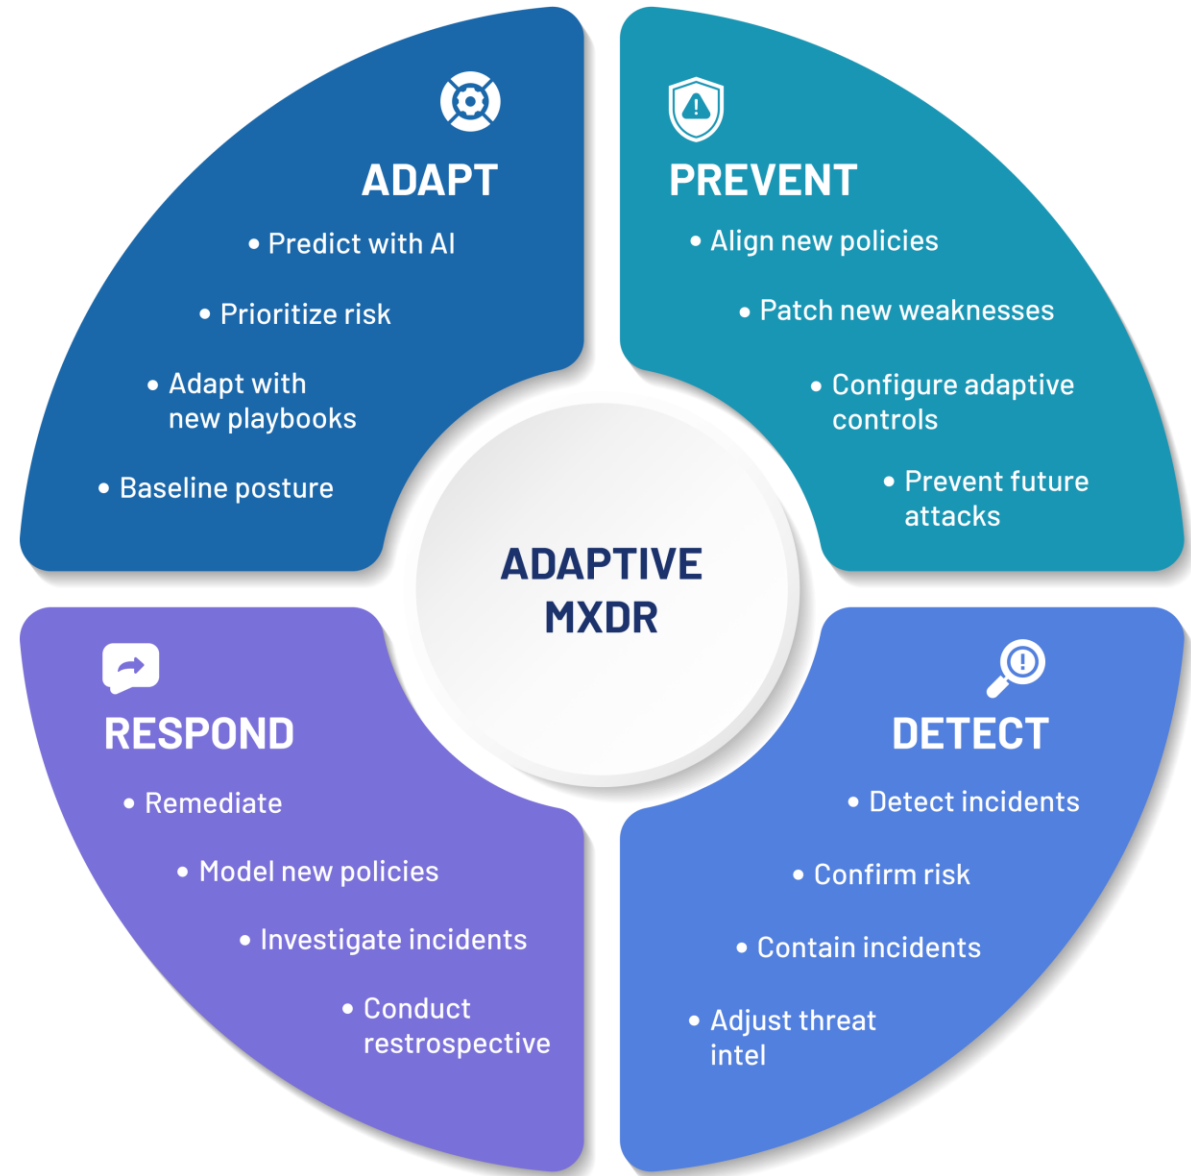 ADAPT
• Predict with AI
• Prioritize risk
• Adapt with
new playbooks
• Baseline posture
PREVENT
• Align new policies
• Patch new weaknesses
• Configure adaptive
controls
• Prevent future
attacks
ADAPTIVE
MXDR
RESPOND
• Remediate
• Model new policies
• Investigate incidents
• Conduct
restrospective
DETECT
• Detect incidents
• Confirm risk
• Contain incidents
• Adjust threat
intel